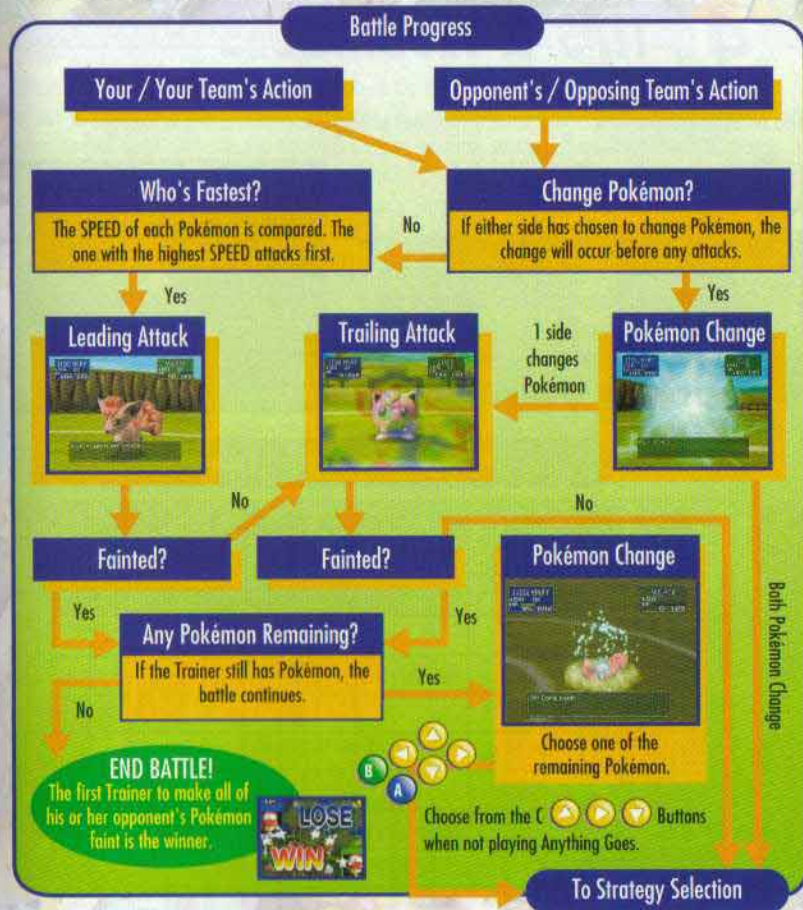 Battle Progress
Your / Your Team's Action
Opponent's / Opposing Team's Action
Who's Fastest?
The SPEED of each Pokémon is compared. The
one with the highest SPEED attacks first.
No
Change Pokémon?
If either side has chosen to change Pokémon, the
change will occur before any attacks.
Yes
Yes
Leading Attack
Trailing Attack
1 side
changes
Pokémon
Pokémon Change
No
No
Fainted?
Fainted?
Pokémon Change
Yes
Yes
Both Pokémon Change
Any Pokémon Remaining?
If the Trainer still has Pokémon, the
battle continues.
Yes
No
Choose one of the
remaining Pokémon.
B
A
END BATTLE!
The first Trainer to make all of
his or her opponent's Pokémon
faint is the winner.
LOSE
WIN
Choose from the C Buttons
when not playing Anything Goes.
To Strategy Selection